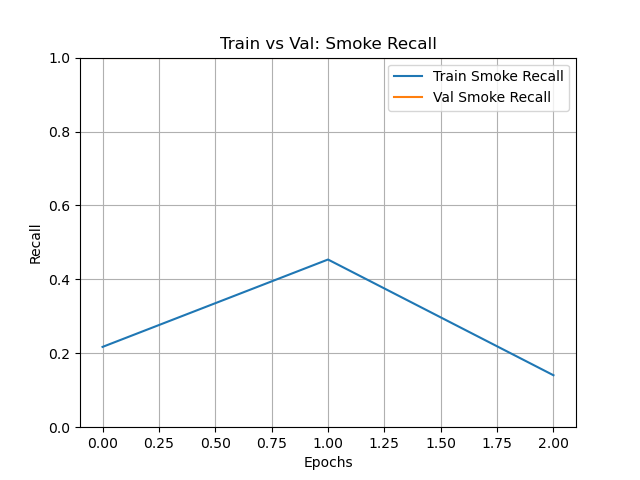 Train vs Val: Smoke Recall
Train Smoke Recall
Val Smoke Recall
1.0
0.8
0.6
0.4
0.2
0.0
Recall
0.00 0.25 0.50 0.75 1.00 1.25 1.50 1.75 2.00
Epochs